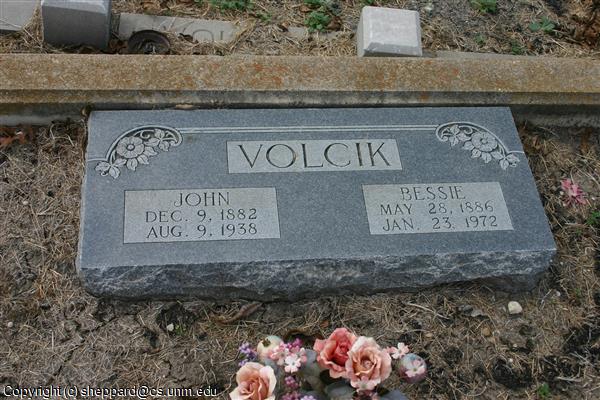 VOLCIK
JOHN
DEC. 9, 1882
AUG. 9, 1938
BESSIE
MAY 28, 1886
JAN. 23, 1972
Copyright (c) sheppard@cs.unm.edu